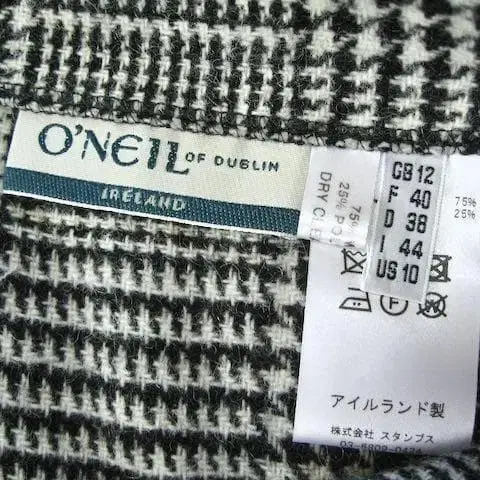 O'NEIL OF DUBLIN
IRELAND
GB 12
F 40
D 38
I 44
US 10
75%
25% POL
DRY CLE
75%
25%
アイルランド製
株式会社 スタンプス